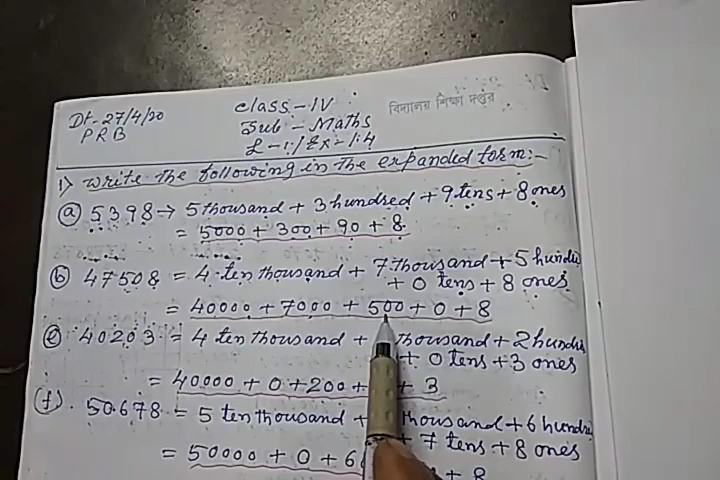 Dt-27/4/20
PRB
Class-IV
Sub-Maths
L-1:/Ex-1:4
বিদ্যালয় শিক্ষা দপ্তর
1) Write the following in the expanded form:-
(a) 5398→ 5 thousand + 3 hundred + 9 tens + 8 ones
= 5000 + 300 + 90 + 8
(b) 47508 = 4 ten thousand + 7 thousand + 5 hundre
+ 0 tens + 8 ones
= 40000 + 7000 + 500 + 0 + 8
(e) 40203 = 4 ten thousand + thousand + 2 hundre
+ 0 tens + 3 ones
= 40000 + 0 + 200 + + 3
(f) 50678 = 5 ten thousand + thousand + 6 hundre
+ 7 tens + 8 ones
= 50000 + 0 + 6 + 8